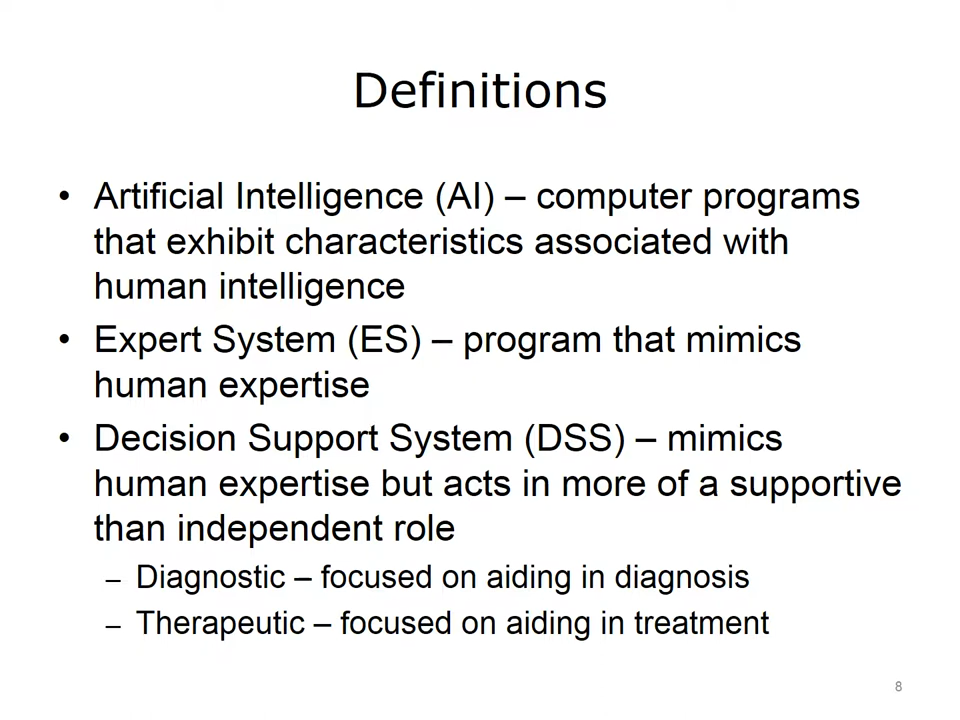 Definitions
• Artificial Intelligence (AI) – computer programs
that exhibit characteristics associated with
human intelligence
• Expert System (ES) – program that mimics
human expertise
• Decision Support System (DSS) – mimics
human expertise but acts in more of a supportive
than independent role
– Diagnostic – focused on aiding in diagnosis
– Therapeutic – focused on aiding in treatment
8